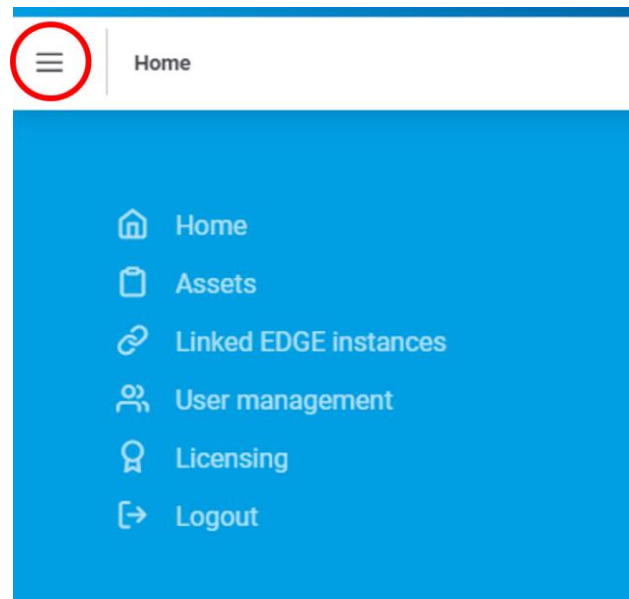 Home
Home
Assets
Linked EDGE instances
User management
Licensing
Logout